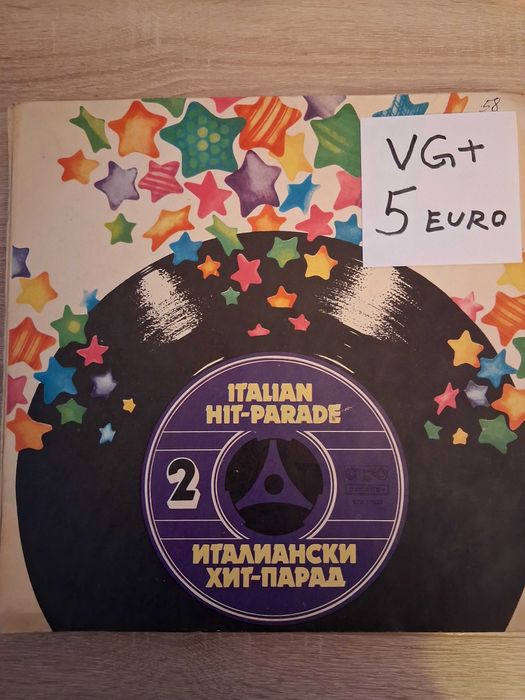 58
VG+
5 EURO
ITALIAN
HIT-PARADE
2
ИТАЛИАНСКИ
ХИТ-ПАРАД